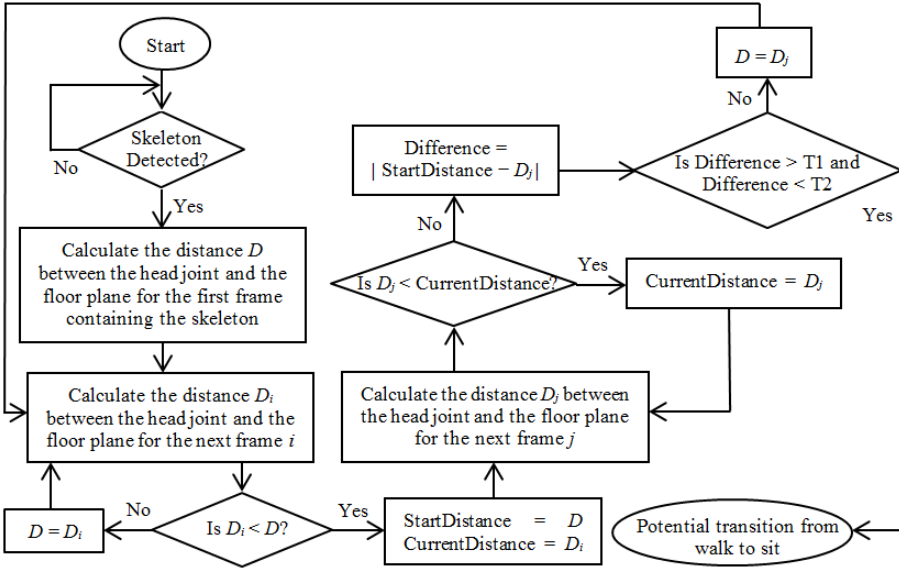 Start
Skeleton
Detected?
No
Yes
Calculate the distance D
between the head joint and the
floor plane for the first frame
containing the skeleton
Calculate the distance Di
between the head joint and the
floor plane for the next frame i
Is Di < D?
No
D = Di
Yes
StartDistance = D
CurrentDistance = Di
Calculate the distance Dj between
the head joint and the floor plane
for the next frame j
Is Dj < CurrentDistance?
Yes
CurrentDistance = Dj
No
Difference =
| StartDistance − Dj|
Is Difference > T1 and
Difference < T2
No
D = Dj
Yes
Potential transition from
walk to sit